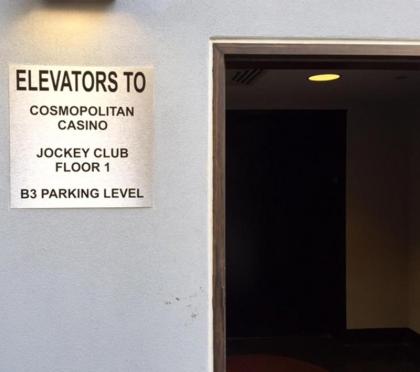 ELEVATORS TO
COSMOPOLITAN
CASINO
JOCKEY CLUB
FLOOR 1
B3 PARKING LEVEL